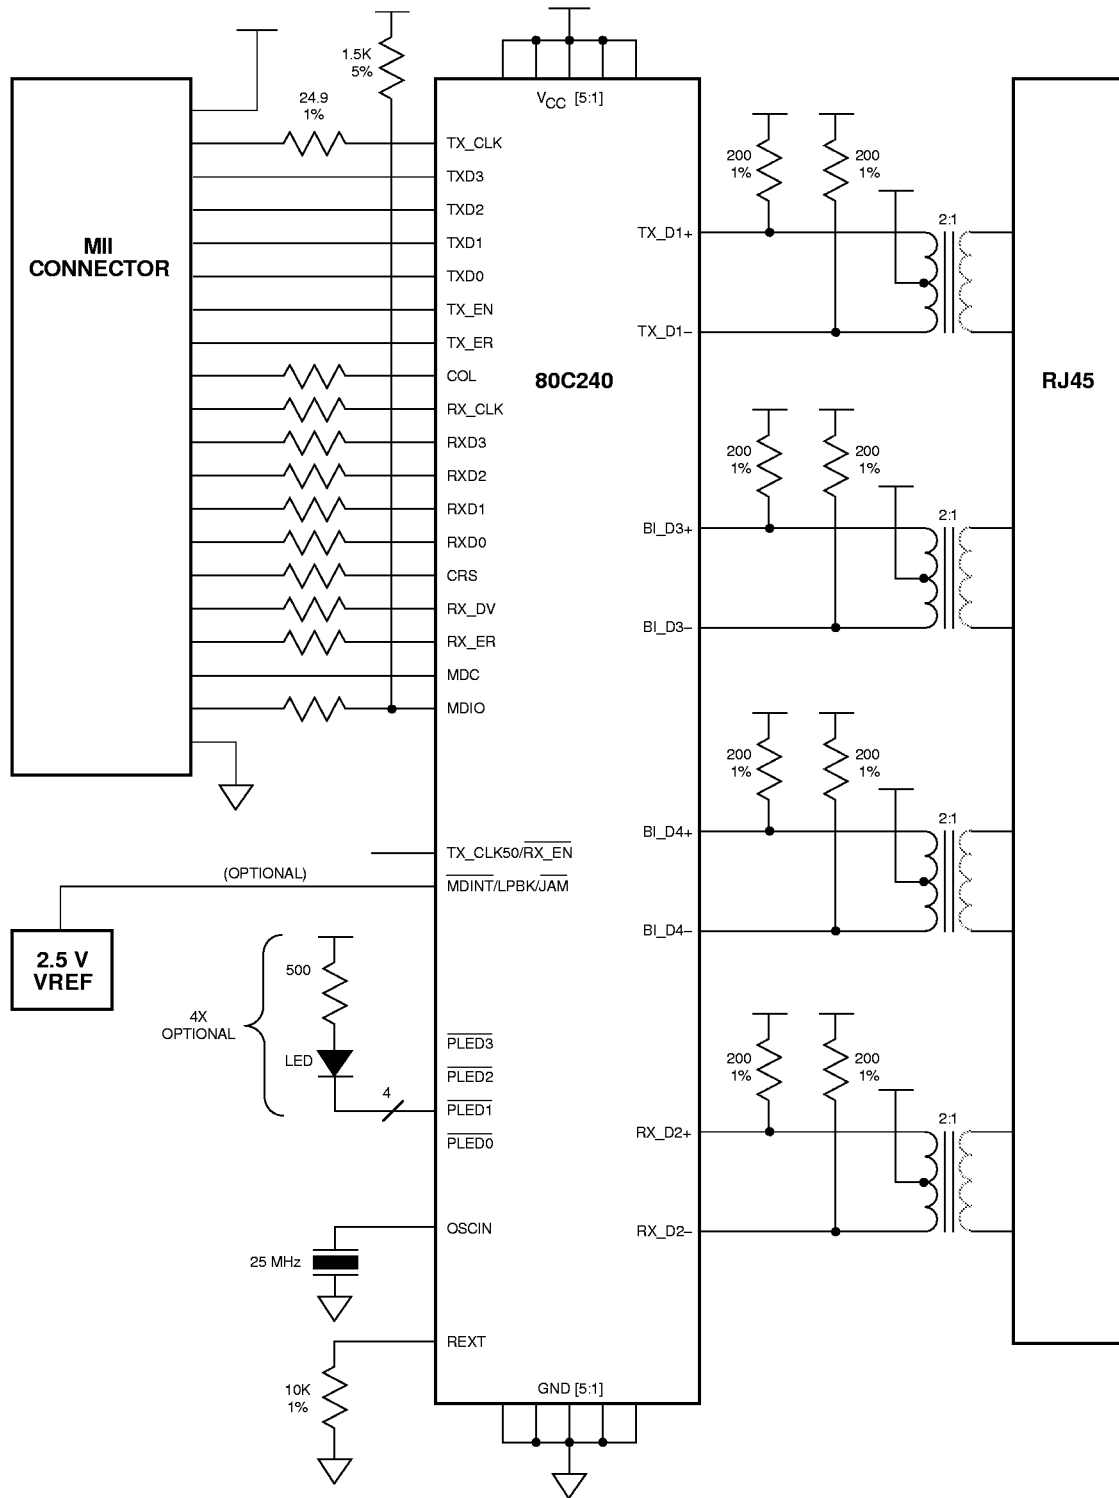 1.5K
5%
24.9
1%
V_CC [5:1]
MII
CONNECTOR
TX_CLK
TXD3
TXD2
TXD1
TXD0
TX_EN
TX_ER
COL
RX_CLK
RXD3
RXD2
RXD1
RXD0
CRS
RX_DV
RX_ER
MDC
MDIO
80C240
TX_CLK50/RX_EN
MDINT/LPBK/JAM
(OPTIONAL)
2.5 V
VREF
4X
OPTIONAL
500
LED
4
PLED3
PLED2
PLED1
PLED0
OSCIN
25 MHz
REXT
10K
1%
GND [5:1]
TX_D1+
TX_D1–
200
1%
200
1%
2:1
BI_D3+
BI_D3–
200
1%
200
1%
2:1
BI_D4+
BI_D4–
200
1%
200
1%
2:1
RX_D2+
RX_D2–
200
1%
200
1%
2:1
RJ45